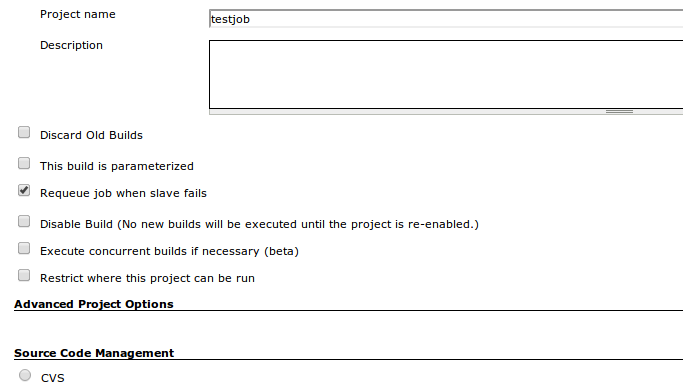 Project name
testjob
Description
Discard Old Builds
This build is parameterized
Requeue job when slave fails
Disable Build (No new builds will be executed until the project is re-enabled.)
Execute concurrent builds if necessary (beta)
Restrict where this project can be run
Advanced Project Options
Source Code Management
CVS